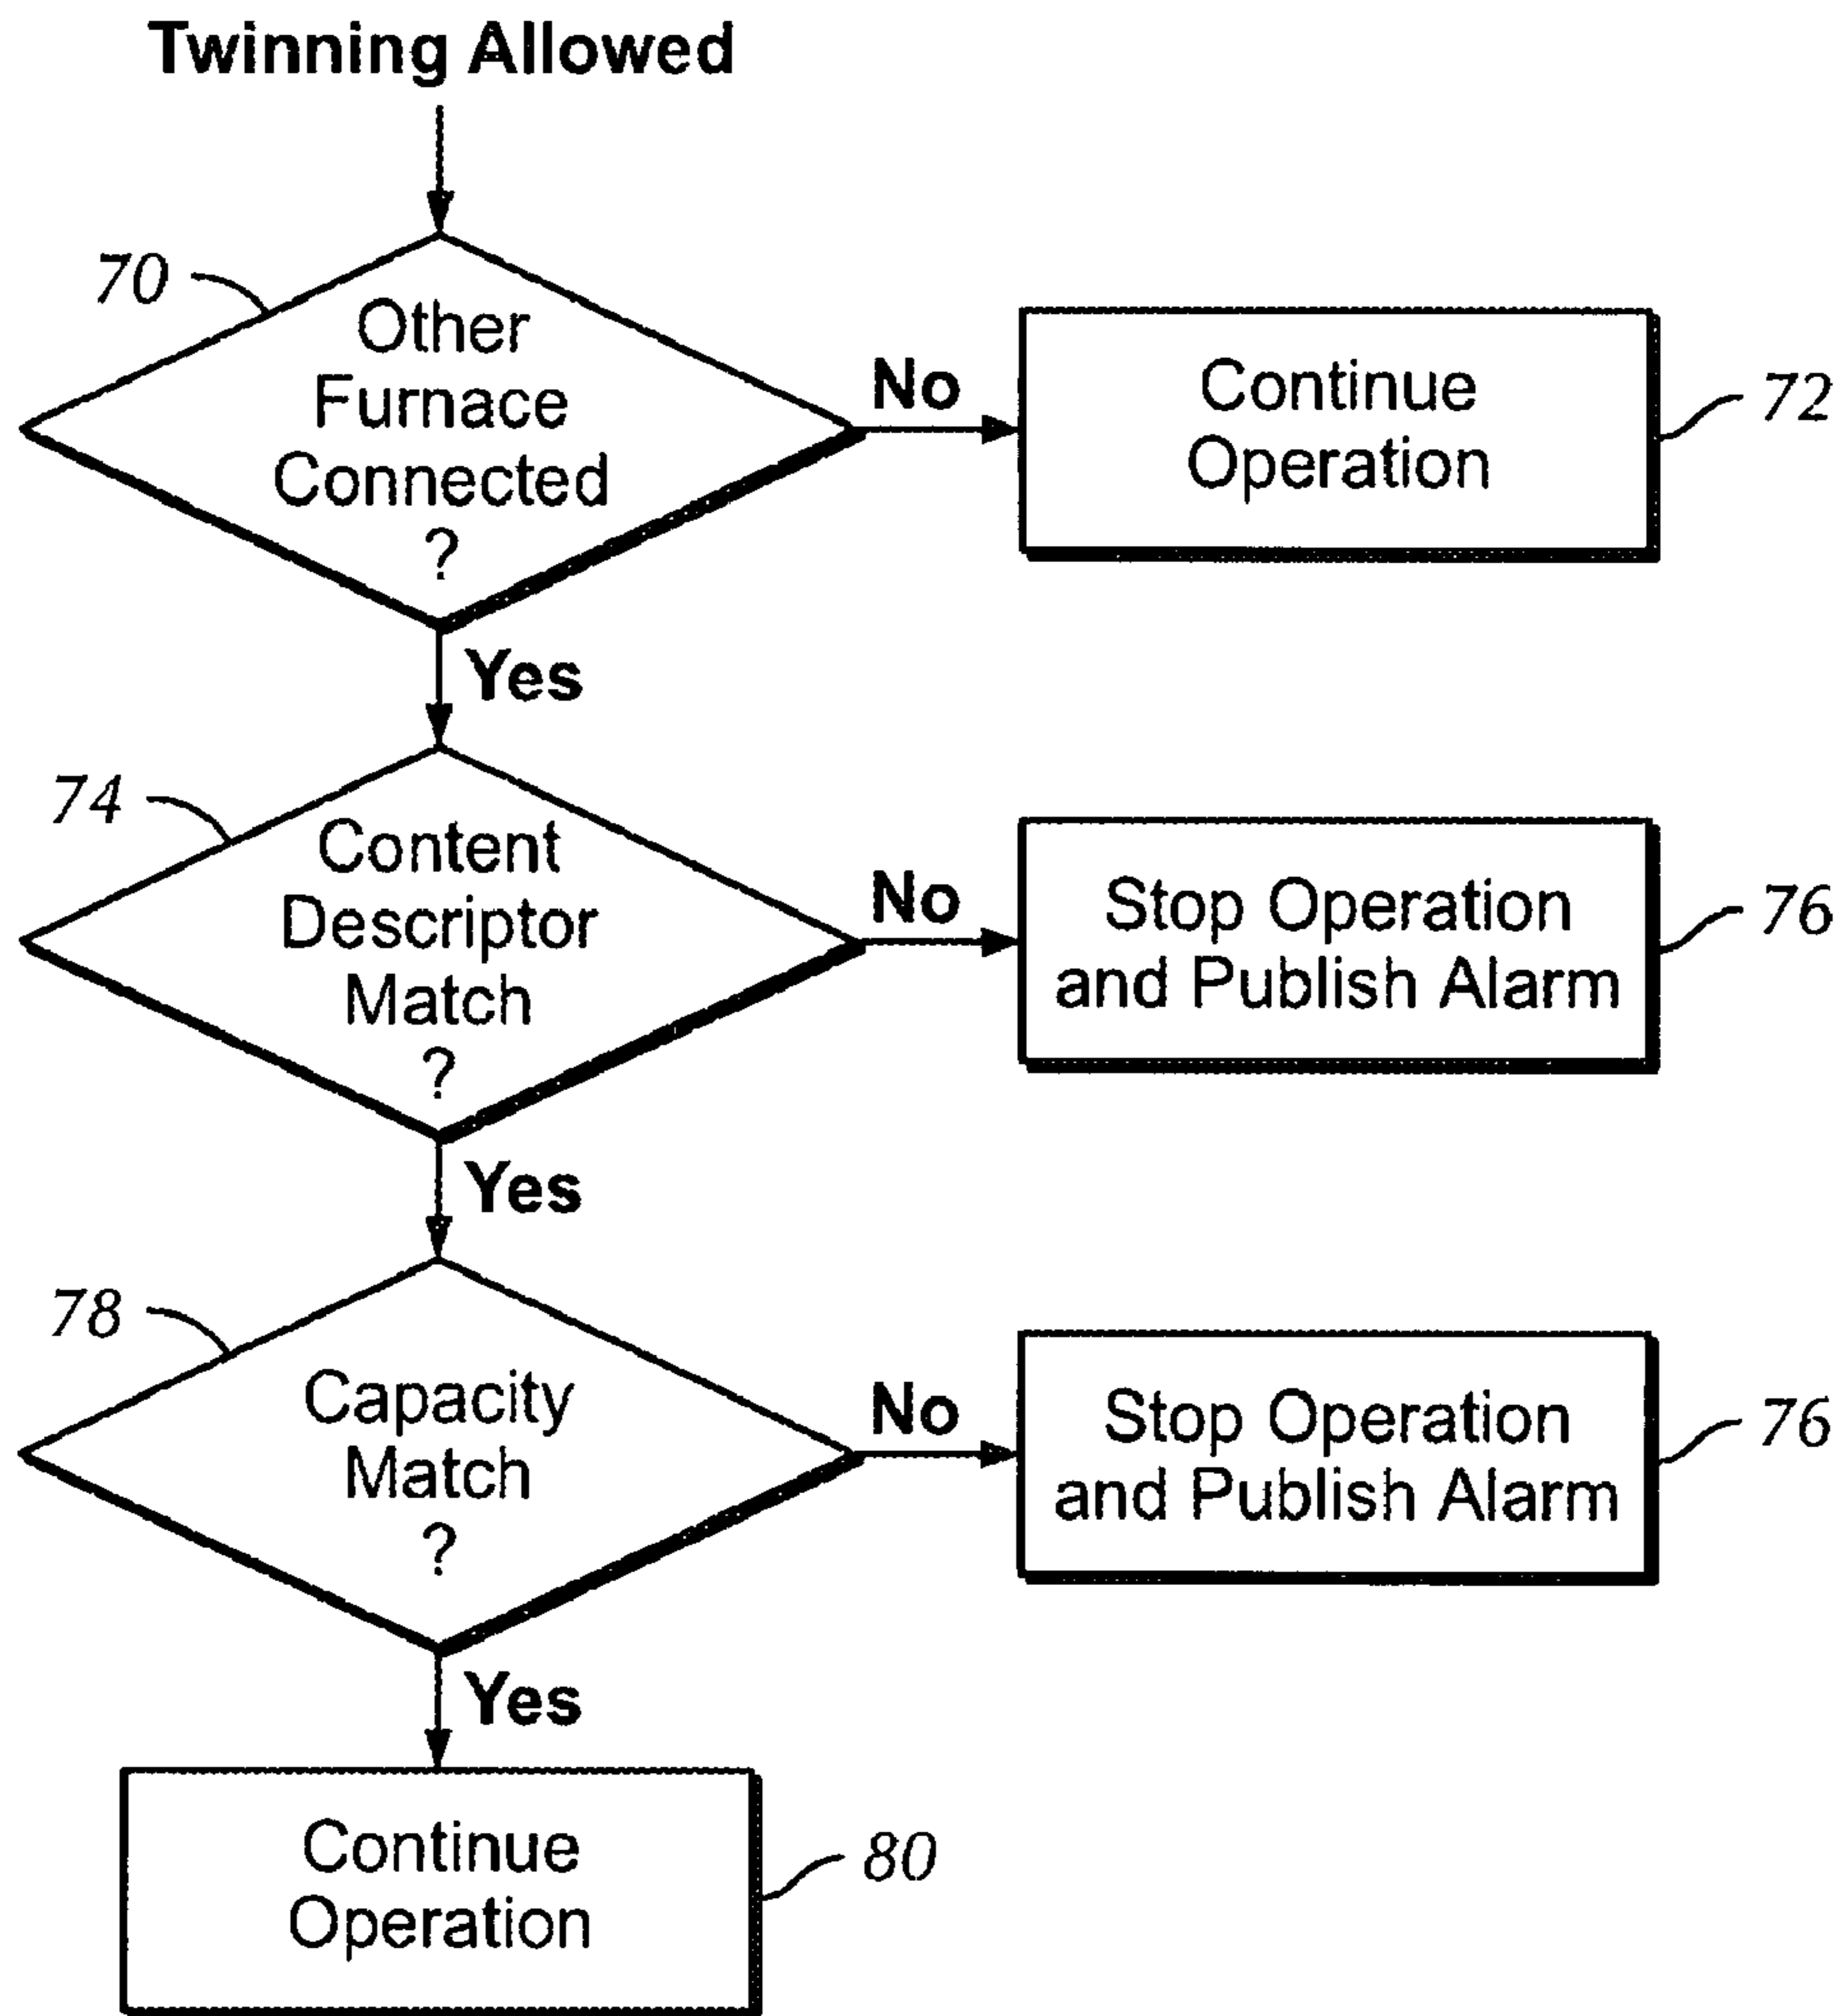 Twinning Allowed
70
Other
Furnace
Connected
?
No
Continue
Operation
72
Yes
74
Content
Descriptor
Match
?
No
Stop Operation
and Publish Alarm
76
Yes
78
Capacity
Match
?
No
Stop Operation
and Publish Alarm
76
Yes
Continue
Operation
80